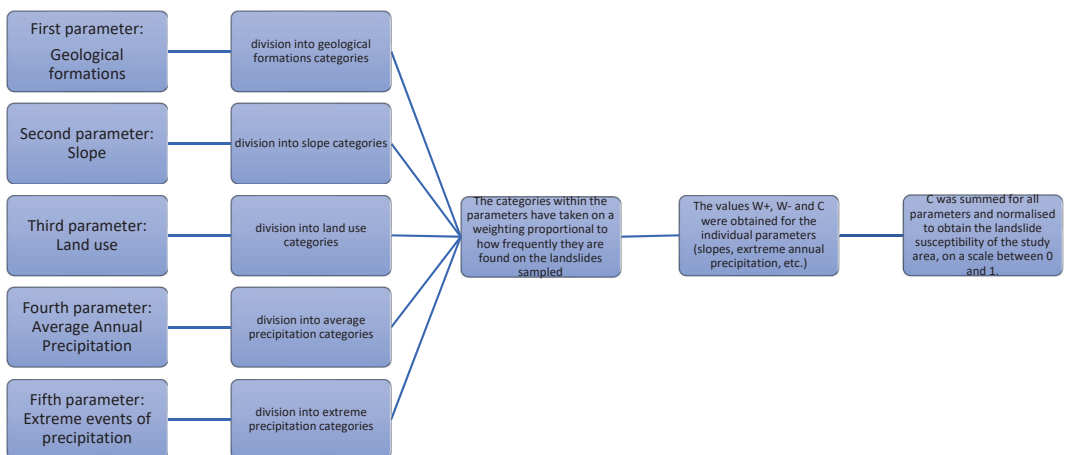 First parameter:
Geological
formations
division into geological
formations categories
Second parameter:
Slope
division into slope categories
Third parameter:
Land use
division into land use
categories
Fourth parameter:
Average Annual
Precipitation
division into average
precipitation categories
Fifth parameter:
Extreme events of
precipitation
division into extreme
precipitation categories
The categories within the
parameters have taken on a
weighting proportional to
how frequently they are
found on the landslides
sampled
The values W+, W- and C
were obtained for the
individual parameters
(slopes, exrtreme annual
precipitation, etc.)
C was summed for all
parameters and normalised
to obtain the landslide
susceptibility of the study
area, on a scale between 0
and 1.